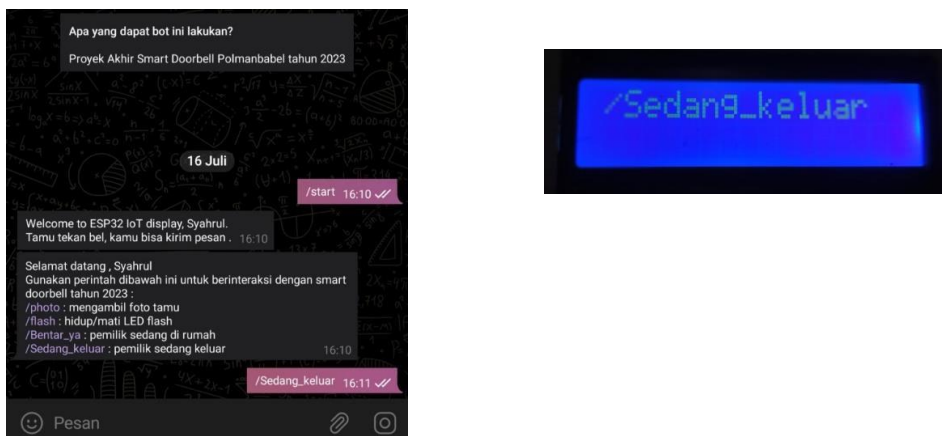 Apa yang dapat bot ini lakukan?
Proyek Akhir Smart Doorbell Polmanbabel tahun 2023
16 Juli
/start 16:10
Welcome to ESP32 IoT display, Syahrul.
Tamu tekan bel, kamu bisa kirim pesan . 16:10
Selamat datang , Syahrul
Gunakan perintah dibawah ini untuk berinteraksi dengan smart
doorbell tahun 2023 :
/photo : mengambil foto tamu
/flash : hidup/mati LED flash
/Bentar_ya : pemilik sedang di rumah
/Sedang_keluar : pemilik sedang keluar 16:10
/Sedang_keluar 16:11
Pesan
/Sedang_keluar